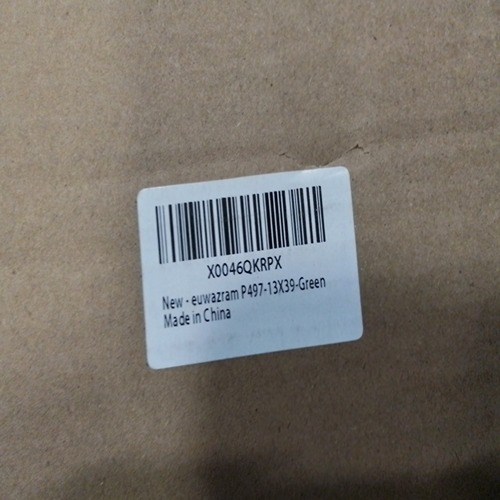 X0046QKRPX
New - euwazram P497-13X39-Green
Made in China